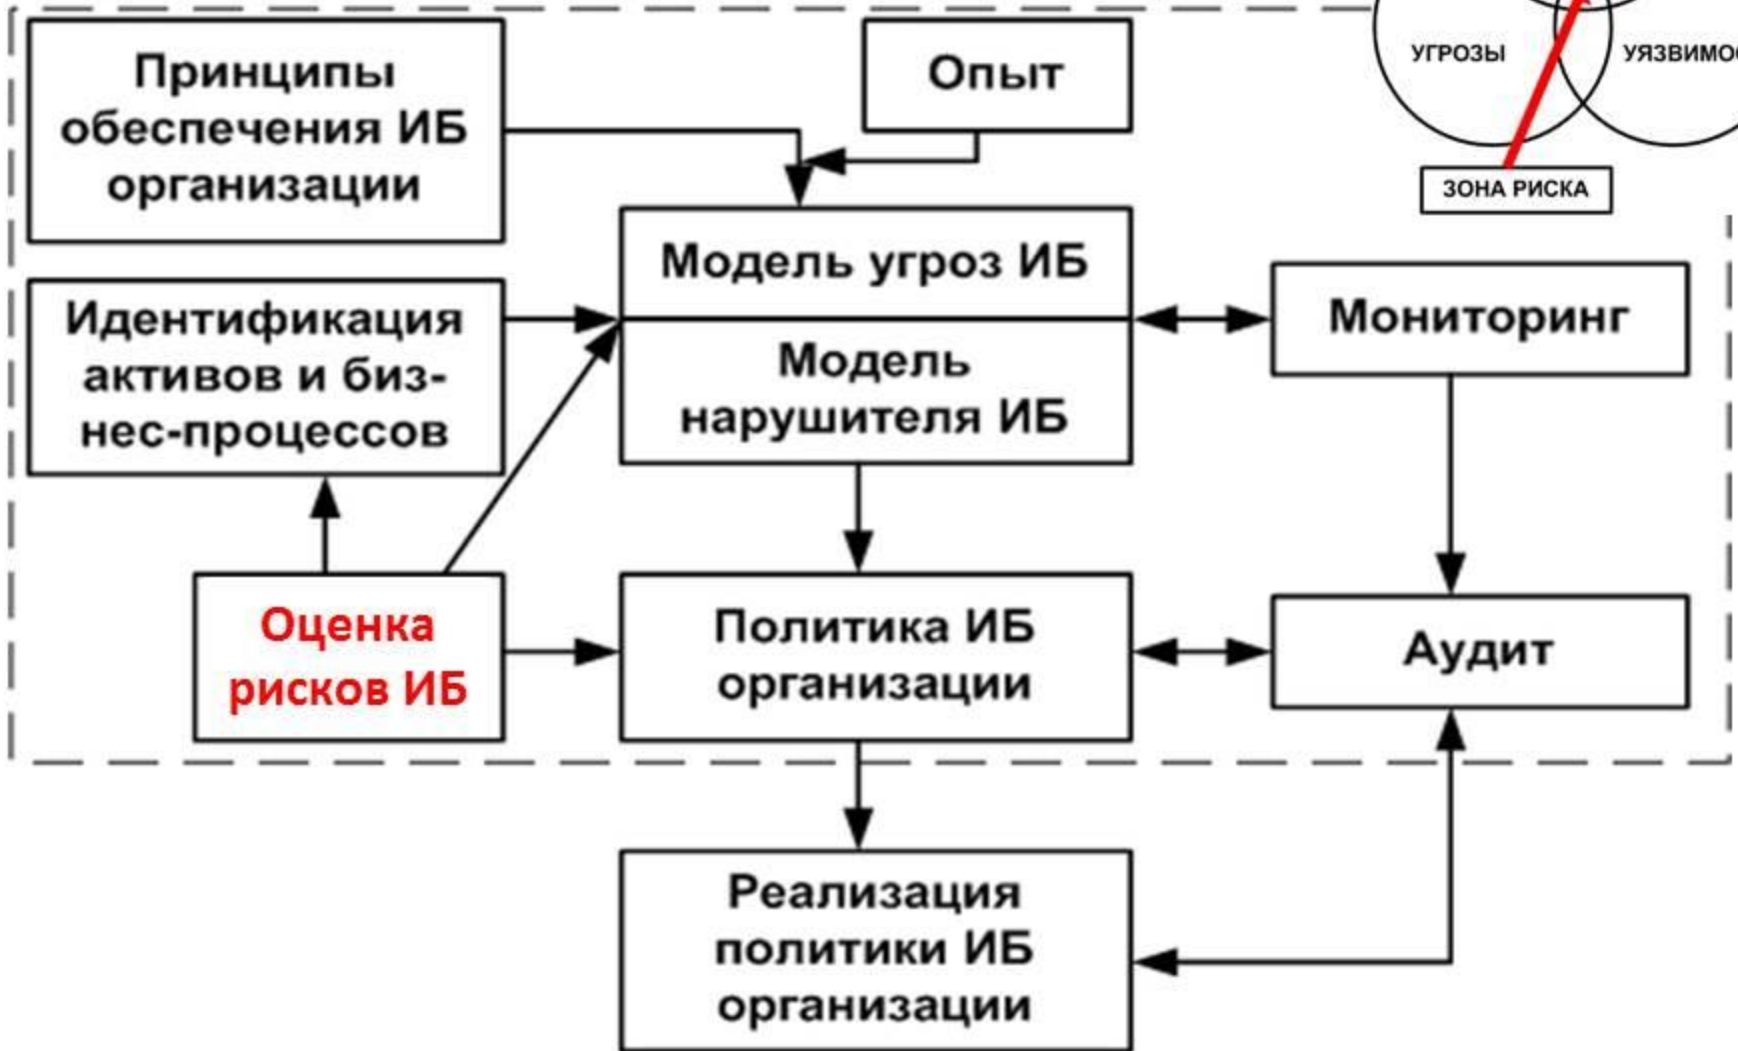 Принципы
обеспечения ИБ
организации
Опыт
УГРОЗЫ
ЗОНА РИСКА
Модель угроз ИБ
Идентификация
активов и биз-
нес-процессов
Модель
нарушителя ИБ
Мониторинг
Оценка
рисков ИБ
Политика ИБ
организации
Аудит
Реализация
политики ИБ
организации